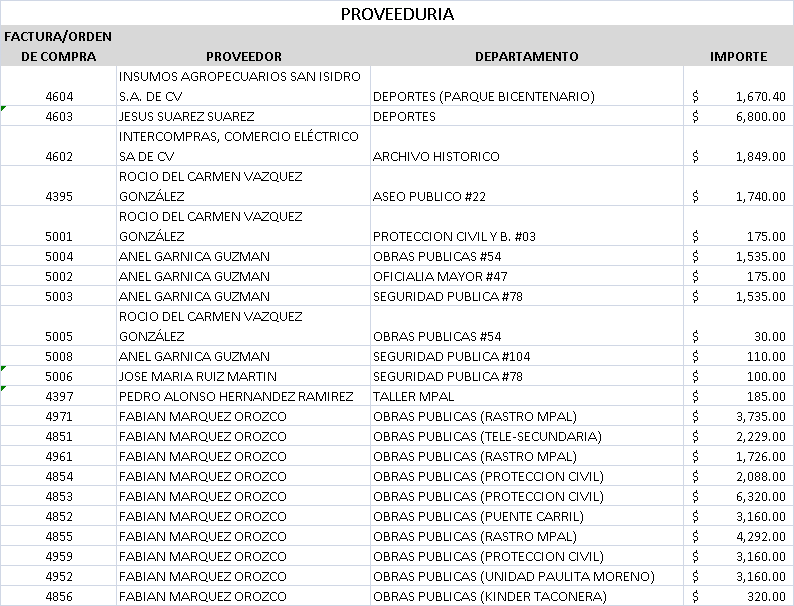 PROVEEDURIA
FACTURA/ORDEN
DE COMPRA PROVEEDOR DEPARTAMENTO IMPORTE
INSUMOS AGROPECUARIOS SAN ISIDRO
4604 S.A. DE CV DEPORTES (PARQUE BICENTENARIO) $ 1,670.40
4603 JESUS SUAREZ SUAREZ DEPORTES $ 6,800.00
INTERCOMPRAS, COMERCIO ELÉCTRICO
4602 SA DE CV ARCHIVO HISTORICO $ 1,849.00
ROCIO DEL CARMEN VAZQUEZ
4395 GONZÁLEZ ASEO PUBLICO #22 $ 1,740.00
ROCIO DEL CARMEN VAZQUEZ
5001 GONZÁLEZ PROTECCION CIVIL Y B. #03 $ 175.00
5004 ANEL GARNICA GUZMAN OBRAS PUBLICAS #54 $ 1,535.00
5002 ANEL GARNICA GUZMAN OFICIALIA MAYOR #47 $ 175.00
5003 ANEL GARNICA GUZMAN SEGURIDAD PUBLICA #78 $ 1,535.00
ROCIO DEL CARMEN VAZQUEZ
5005 GONZÁLEZ OBRAS PUBLICAS #54 $ 30.00
5008 ANEL GARNICA GUZMAN SEGURIDAD PUBLICA #104 $ 110.00
5006 JOSE MARIA RUIZ MARTIN SEGURIDAD PUBLICA #78 $ 100.00
4397 PEDRO ALONSO HERNANDEZ RAMIREZ TALLER MPAL $ 185.00
4971 FABIAN MARQUEZ OROZCO OBRAS PUBLICAS (RASTRO MPAL) $ 3,735.00
4851 FABIAN MARQUEZ OROZCO OBRAS PUBLICAS (TELE-SECUNDARIA) $ 2,229.00
4961 FABIAN MARQUEZ OROZCO OBRAS PUBLICAS (RASTRO MPAL) $ 1,726.00
4854 FABIAN MARQUEZ OROZCO OBRAS PUBLICAS (PROTECCION CIVIL) $ 2,088.00
4853 FABIAN MARQUEZ OROZCO OBRAS PUBLICAS (PROTECCION CIVIL) $ 6,320.00
4852 FABIAN MARQUEZ OROZCO OBRAS PUBLICAS (PUENTE CARRIL) $ 3,160.00
4855 FABIAN MARQUEZ OROZCO OBRAS PUBLICAS (RASTRO MPAL) $ 4,292.00
4959 FABIAN MARQUEZ OROZCO OBRAS PUBLICAS (PROTECCION CIVIL) $ 3,160.00
4952 FABIAN MARQUEZ OROZCO OBRAS PUBLICAS (UNIDAD PAULITA MORENO) $ 3,160.00
4856 FABIAN MARQUEZ OROZCO OBRAS PUBLICAS (KINDER TACONERA) $ 320.00